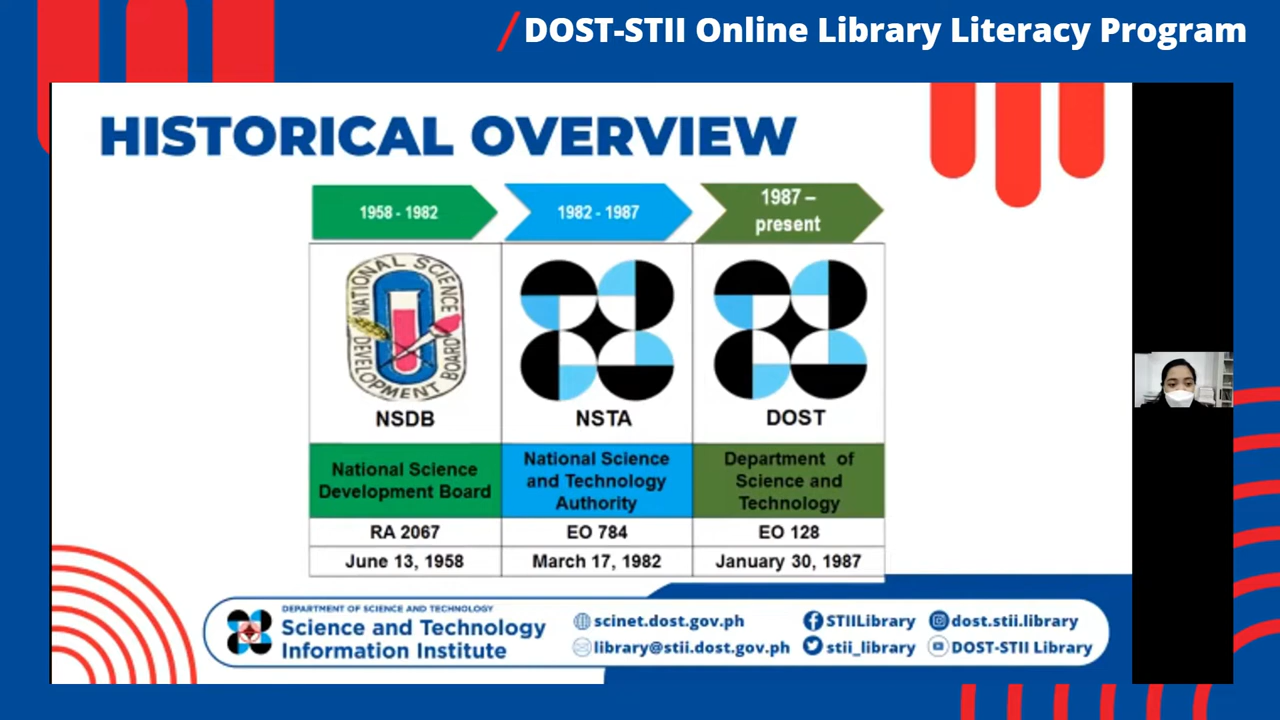 /DOST-STII Online Library Literacy Program
HISTORICAL OVERVIEW
1958 - 1982
1982 - 1987
1987 –
present
NATIONAL SCIENCE
DEVELOPMENT BOARD
NSDB
NSTA
DOST
National Science
Development Board
National Science
and Technology
Authority
Department of
Science and
Technology
RA 2067
EO 784
EO 128
June 13, 1958
March 17, 1982
January 30, 1987
DEPARTMENT OF SCIENCE AND TECHNOLOGY
Science and Technology
Information Institute
scinet.dost.gov.ph
library@stii.dost.gov.ph
STIILibrary
stii_library
dost.stii.library
DOST-STII Library